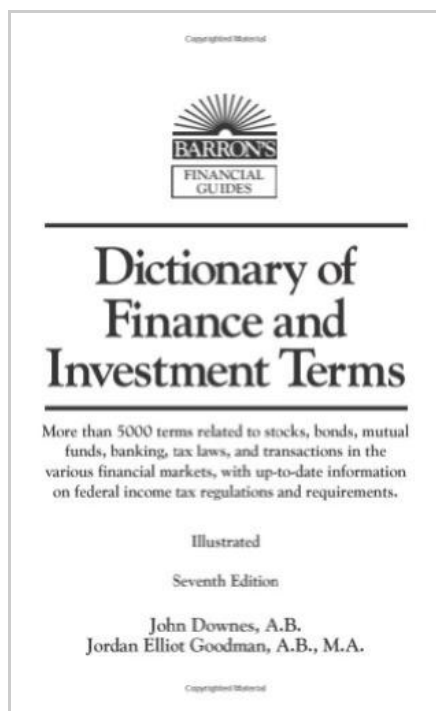 Copyrighted Material
BARRON'S
FINANCIAL
GUIDES
Dictionary of
Finance and
Investment Terms
More than 5000 terms related to stocks, bonds, mutual
funds, banking, tax laws, and transactions in the
various financial markets, with up-to-date information
on federal income tax regulations and requirements.
Illustrated
Seventh Edition
John Downes, A.B.
Jordan Elliot Goodman, A.B., M.A.
Copyrighted Material